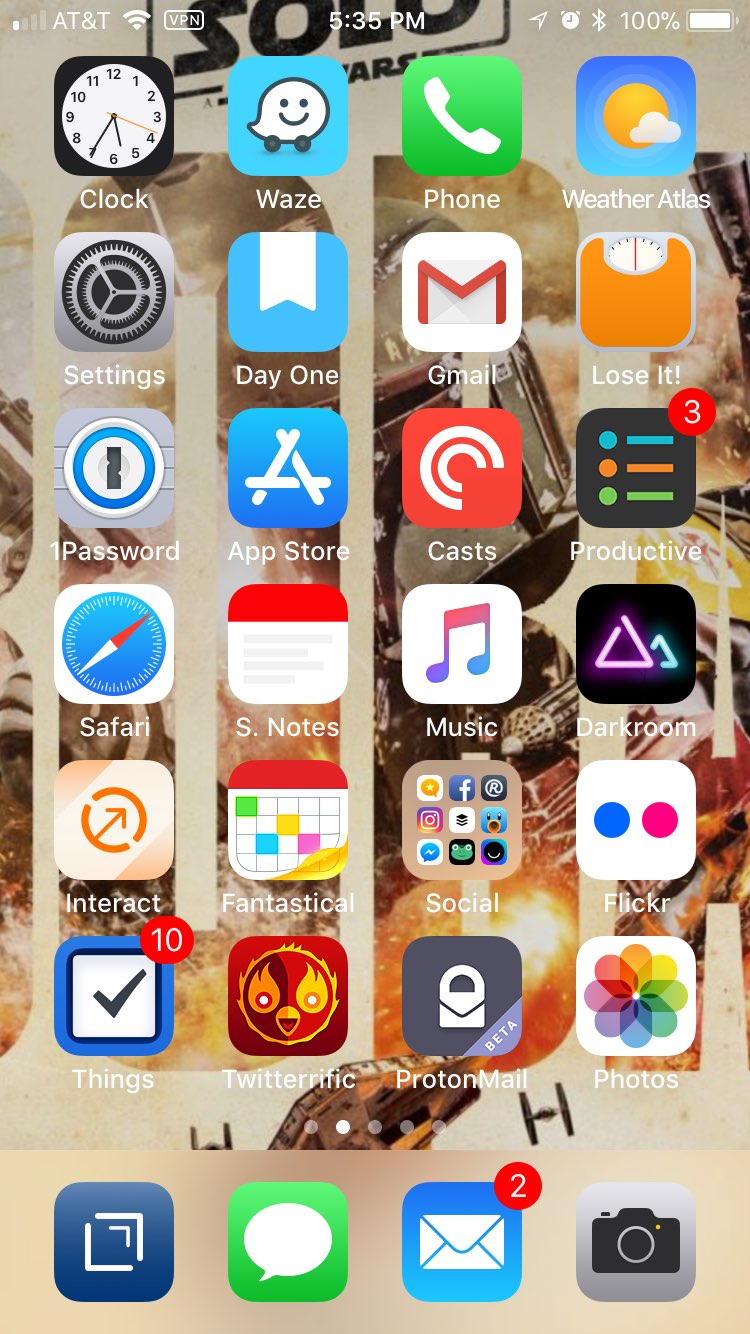 AT&T VPN 5:35 PM 100%
SOLO
A WARS
12
11 1
10 2
9 3
8 4
7 5
6
Clock Waze Phone Weather Atlas
Settings Day One Gmail Lose It!
3
1Password App Store Casts Productive
Safari S. Notes Music Darkroom
Interact Fantastical Social Flickr
10
BETA
Things Twitterrific ProtonMail Photos
2